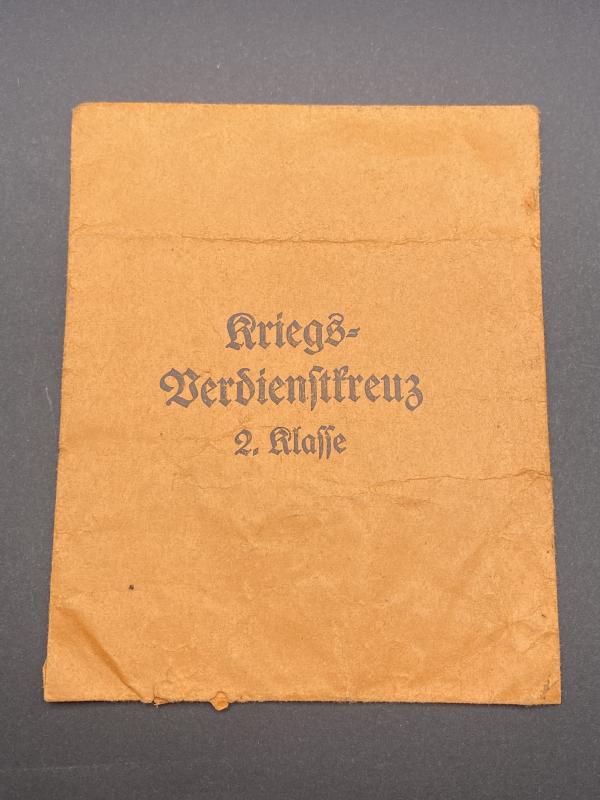 Kriegs-
Verdienſtkreuz
2. Klaſſe